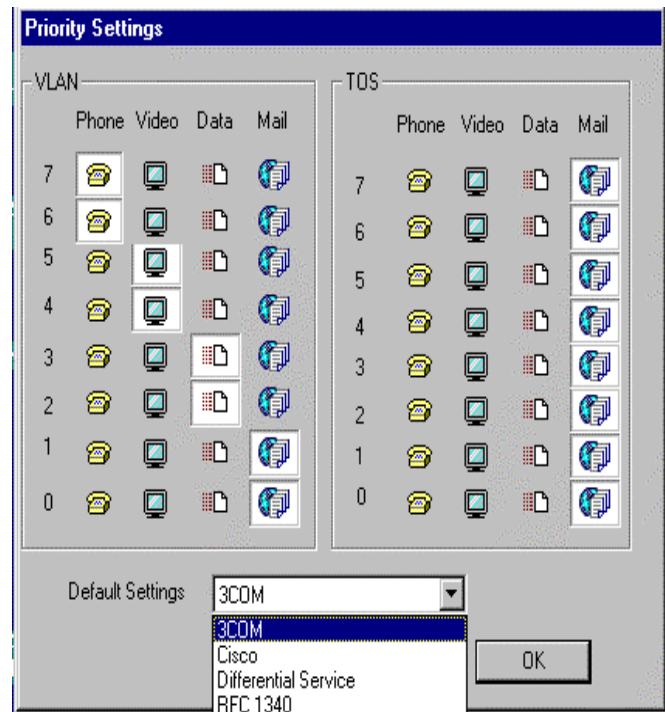 Priority Settings
VLAN
Phone Video Data Mail
7
6
5
4
3
2
1
0
TOS
Phone Video Data Mail
7
6
5
4
3
2
1
0
Default Settings 3COM
3COM
Cisco
Differential Service
RFC 1340
OK